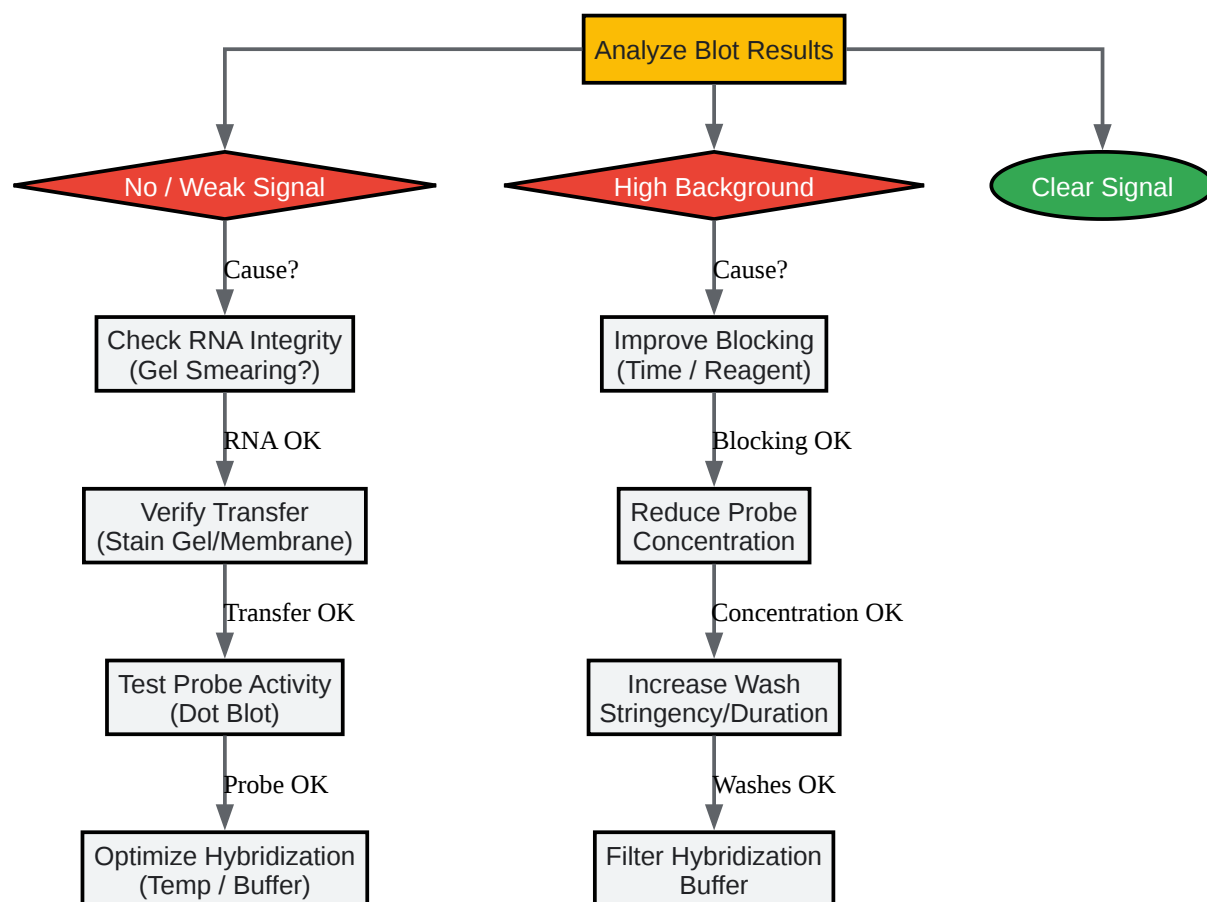 Analyze Blot Results
No / Weak Signal
High Background
Clear Signal
Cause?
Cause?
Check RNA Integrity
(Gel Smearing?)
Improve Blocking
(Time / Reagent)
RNA OK
Blocking OK
Verify Transfer
(Stain Gel/Membrane)
Reduce Probe
Concentration
Transfer OK
Concentration OK
Test Probe Activity
(Dot Blot)
Increase Wash
Stringency/Duration
Probe OK
Washes OK
Optimize Hybridization
(Temp / Buffer)
Filter Hybridization
Buffer